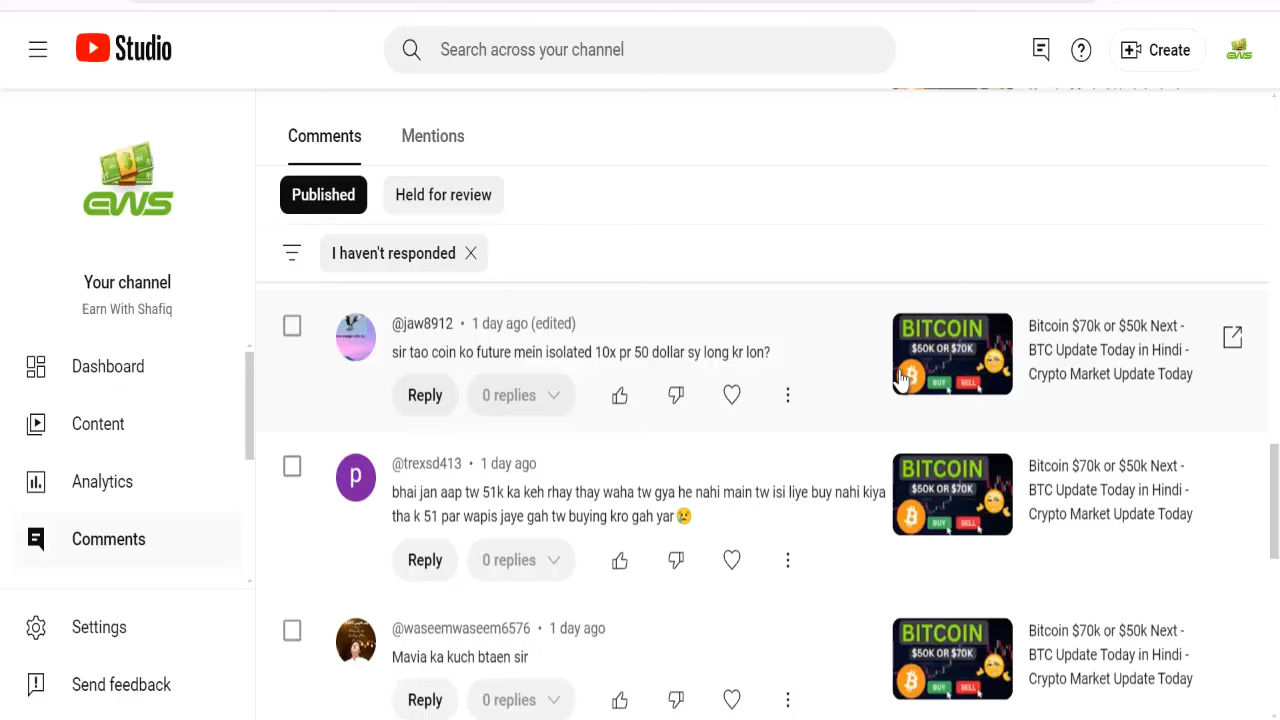 Studio
Search across your channel
Create
EWS
Your channel
Earn With Shafiq
Dashboard
Content
Analytics
Comments
Settings
Send feedback
Comments
Mentions
Published
Held for review
I haven't responded
@jaw8912 • 1 day ago (edited)
sir tao coin ko future mein isolated 10x pr 50 dollar sy long kr lon?
Reply
0 replies
BITCOIN
$50K OR $70K
BUY
SELL
Bitcoin $70k or $50k Next -
BTC Update Today in Hindi -
Crypto Market Update Today
@trexsd413 • 1 day ago
p
bhai jan aap tw 51k ka keh rhay thay waha tw gya he nahi main tw isi liye buy nahi kiya
tha k 51 par wapis jaye gah tw buying kro gah yar😢
Reply
0 replies
BITCOIN
$50K OR $70K
BUY
SELL
Bitcoin $70k or $50k Next -
BTC Update Today in Hindi -
Crypto Market Update Today
@waseemwaseem6576 • 1 day ago
Mavia ka kuch btaen sir
Reply
0 replies
BITCOIN
$50K OR $70K
BUY
SELL
Bitcoin $70k or $50k Next -
BTC Update Today in Hindi -
Crypto Market Update Today